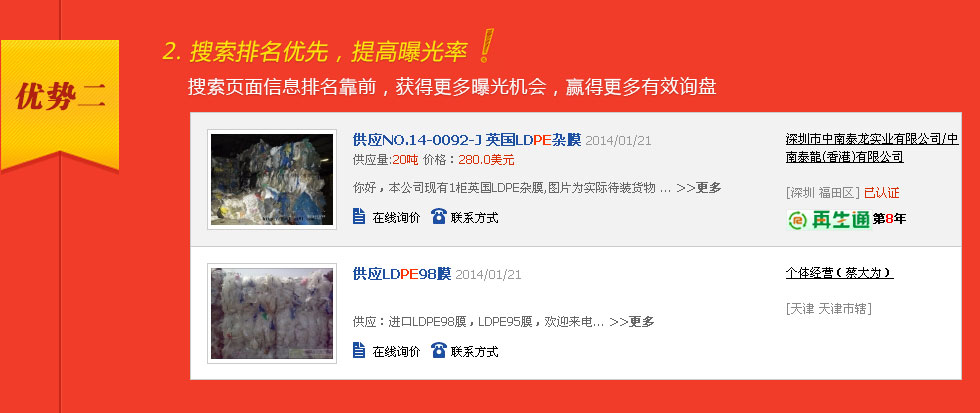 优势二
2. 搜索排名优先，提高曝光率！
搜索页面信息排名靠前，获得更多曝光机会，赢得更多有效询盘
供应NO.14-0092-J 英国LDPE杂膜 2014/01/21
供应量:20吨 价格：280.0美元
你好，本公司现有1柜英国LDPE杂膜,图片为实际待装货物 ... >>更多
在线询价 联系方式
深圳市中南泰龙实业有限公司/中
南泰龍(香港)有限公司
[深圳 福田区] 已认证
再生通 第8年
供应LDPE98膜 2014/01/21
供应：进口LDPE98膜，LDPE95膜，欢迎来电... >>更多
在线询价 联系方式
个体经营（蔡大为）
[天津 天津市辖]